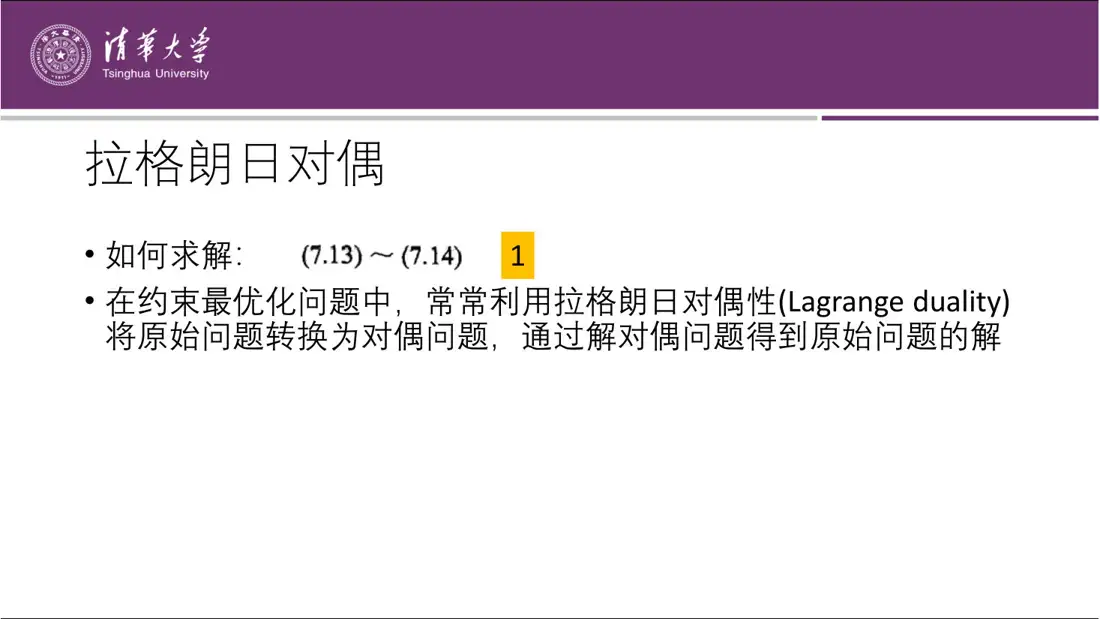 清华大学
Tsinghua University
拉格朗日对偶
• 如何求解： (7.13) ～ (7.14) 1
• 在约束最优化问题中，常常利用拉格朗日对偶性(Lagrange duality)
将原始问题转换为对偶问题，通过解对偶问题得到原始问题的解